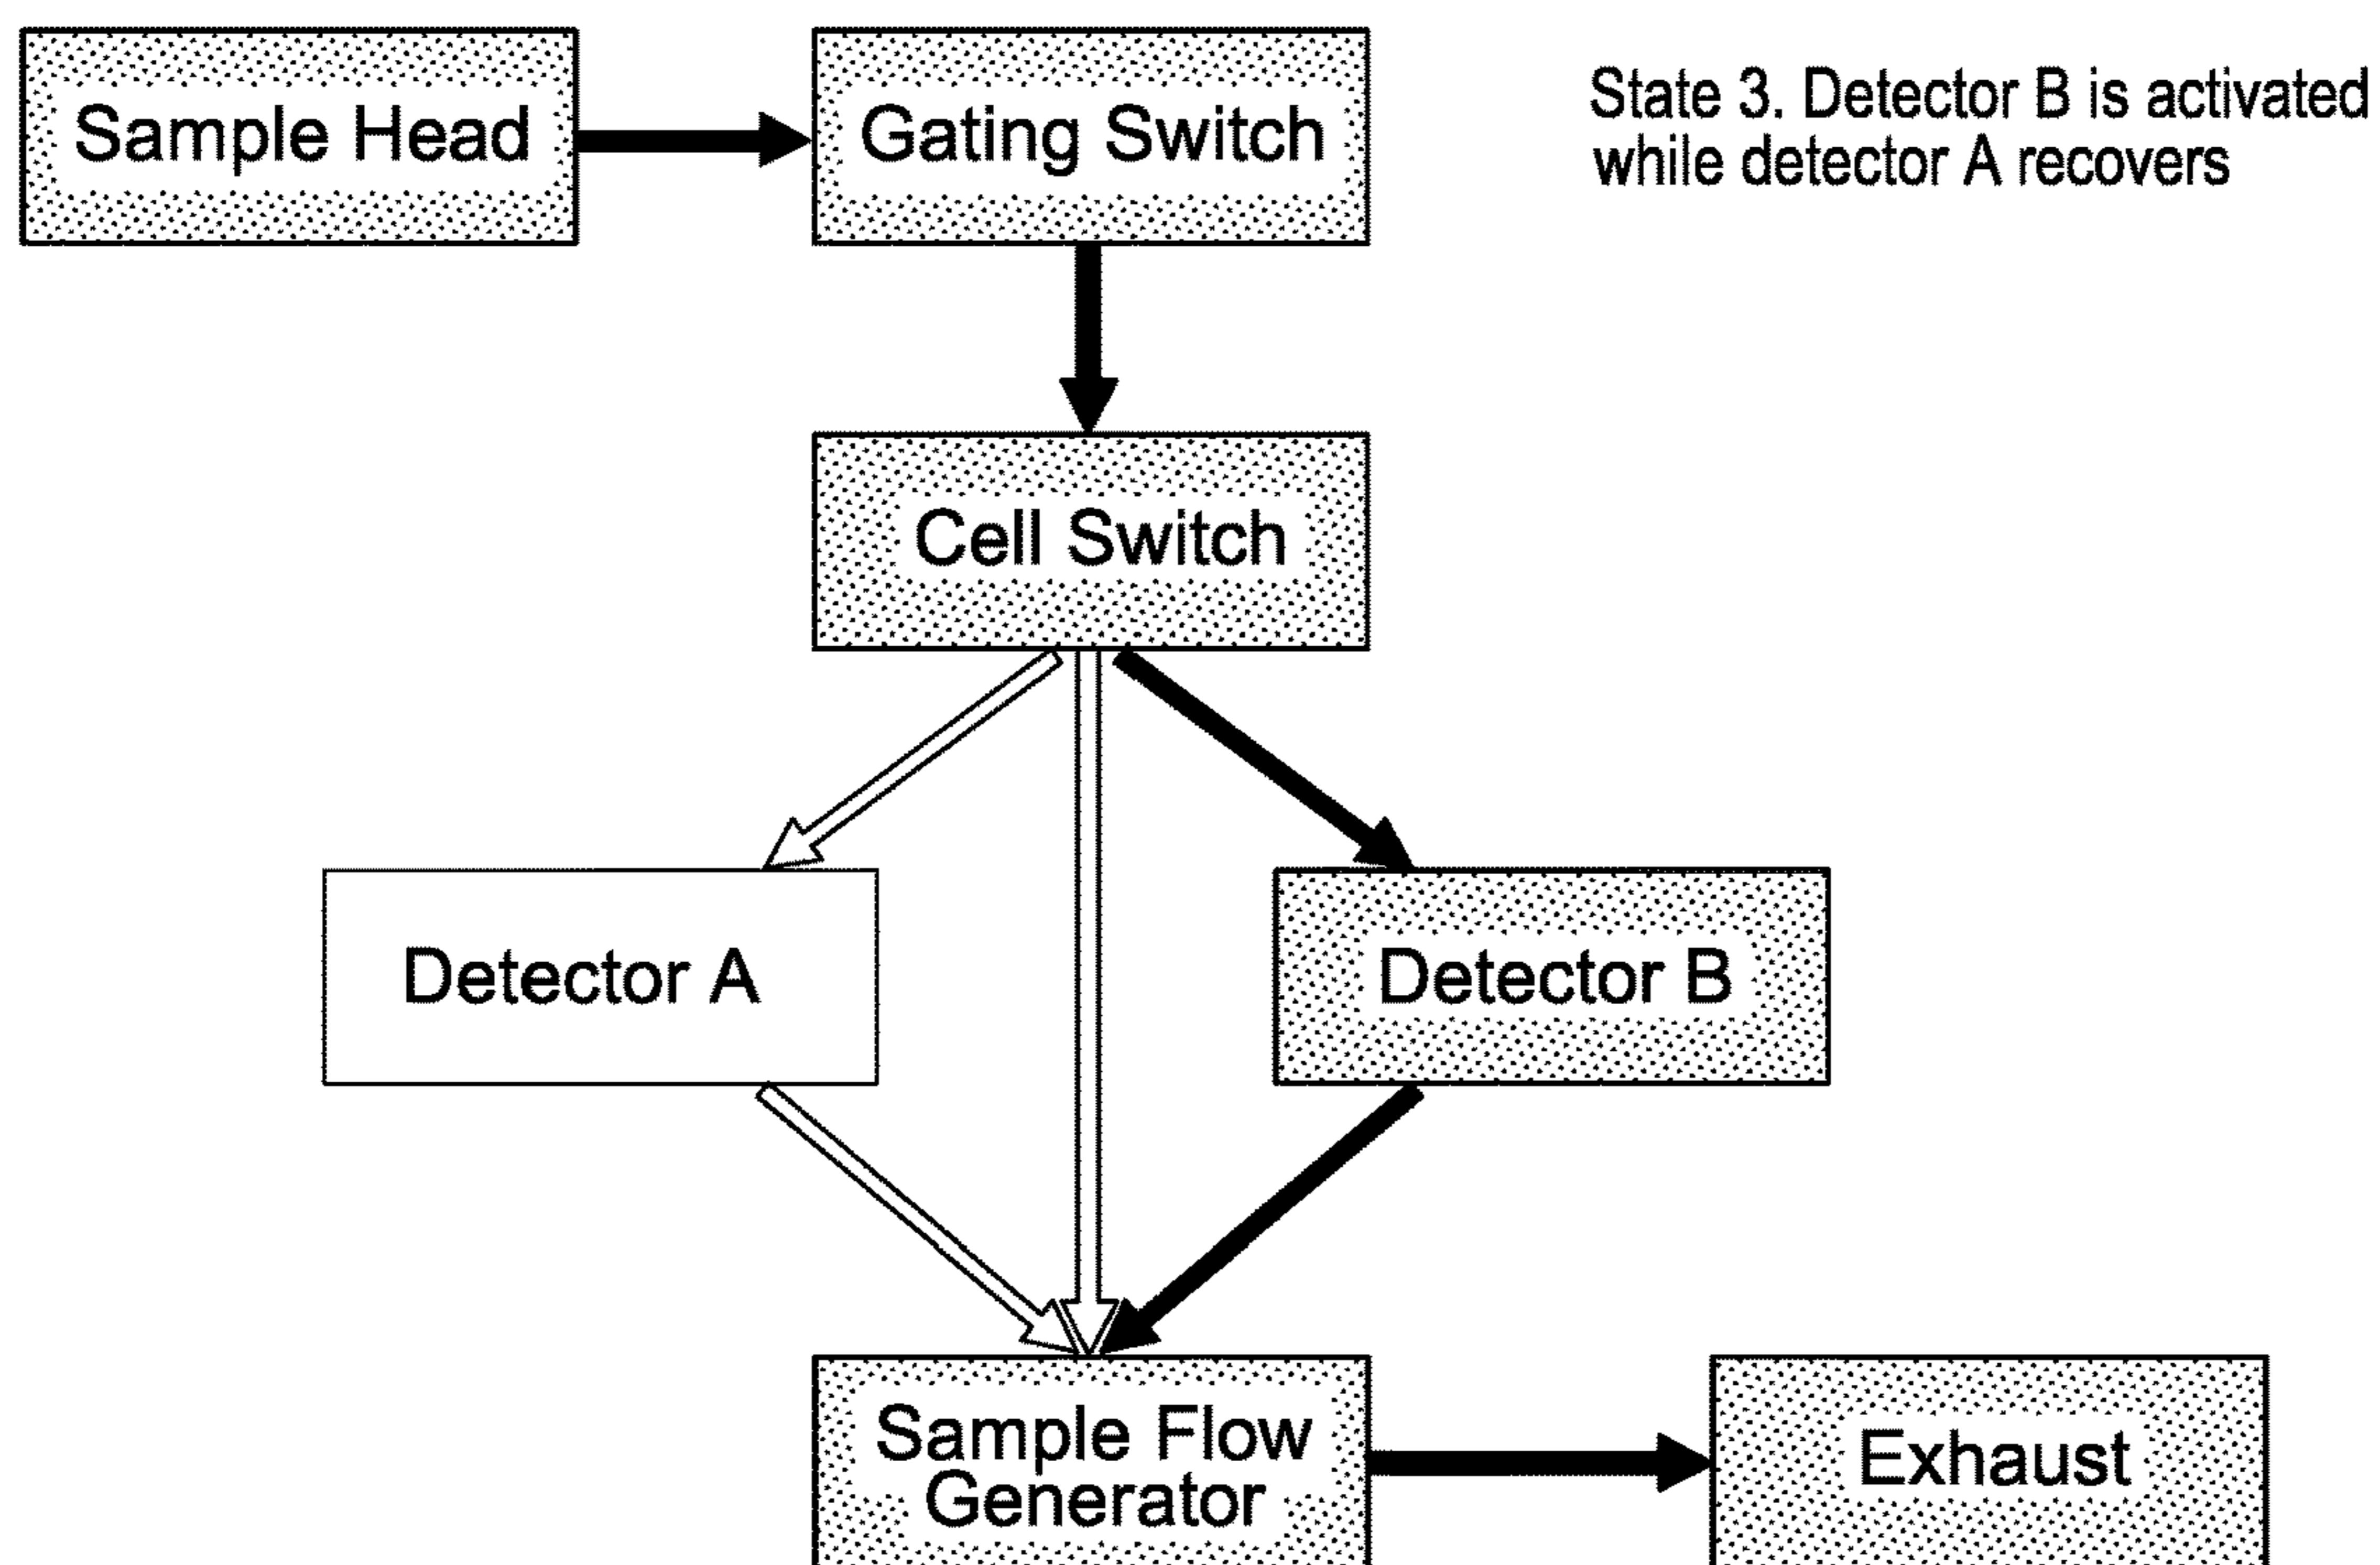 Sample Head
Gating Switch
State 3. Detector B is activated
while detector A recovers
Cell Switch
Detector A
Detector B
Sample Flow
Generator
Exhaust